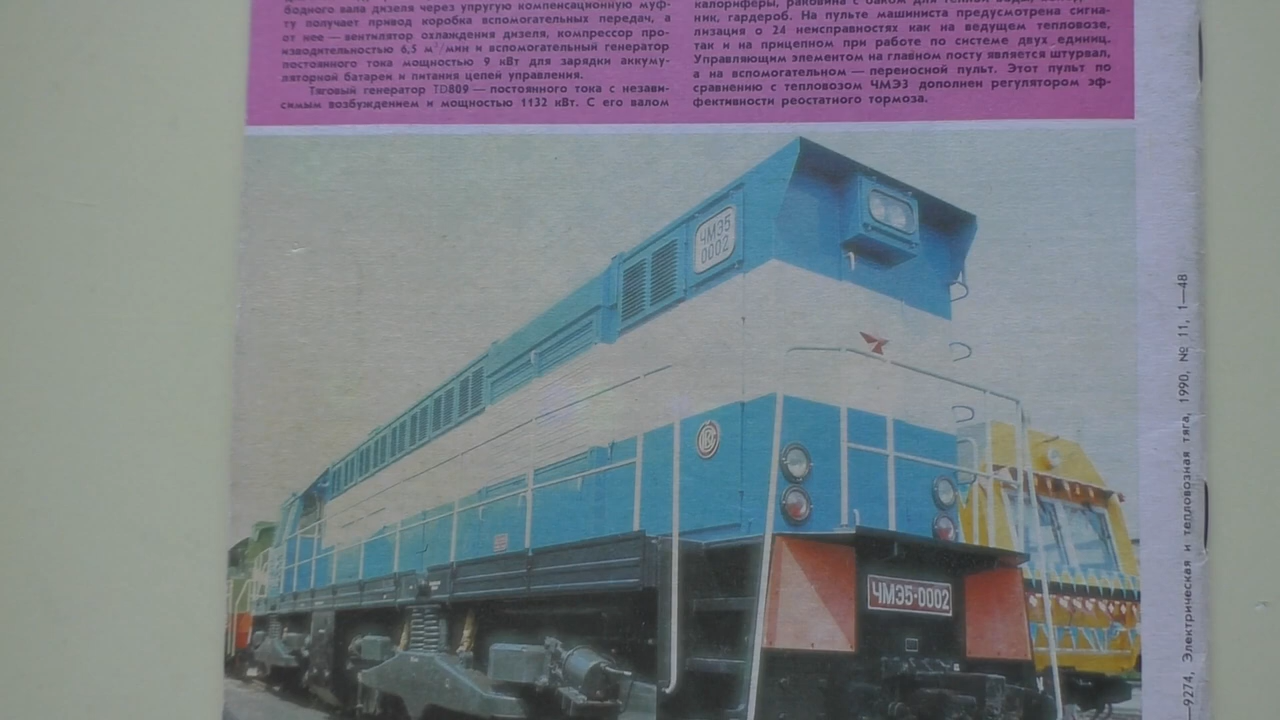 бодного вала дизеля через упругую компенсационную муф-
ту получает привод коробка вспомогательных передач, а
от нее — вентилятор охлаждения дизеля, компрессор про-
изводительностью 6,5 м³/мин и вспомогательный генератор
постоянного тока мощностью 9 кВт для зарядки аккуму-
ляторной батареи и питания цепей управления.
Тяговый генератор TD809 — постоянного тока с незави-
симым возбуждением и мощностью 1132 кВт. С его валом
калориферы, раковина с баком для теплой воды,
ник, гардероб. На пульте машиниста предусмотрена сигна-
лизация о 24 неисправностях как на ведущем тепловозе,
так и на прицепном при работе по системе двух единиц.
Управляющим элементом на главном посту является штурвал,
а на вспомогательном — переносной пульт. Этот пульт по
сравнению с тепловозом ЧМЭ3 дополнен регулятором эф-
фективности реостатного тормоза.
ЧМЭ5
0002
ЧМЭ5-0002
—9274, Электрическая и тепловозная тяга, 1990, № 11, 1—48